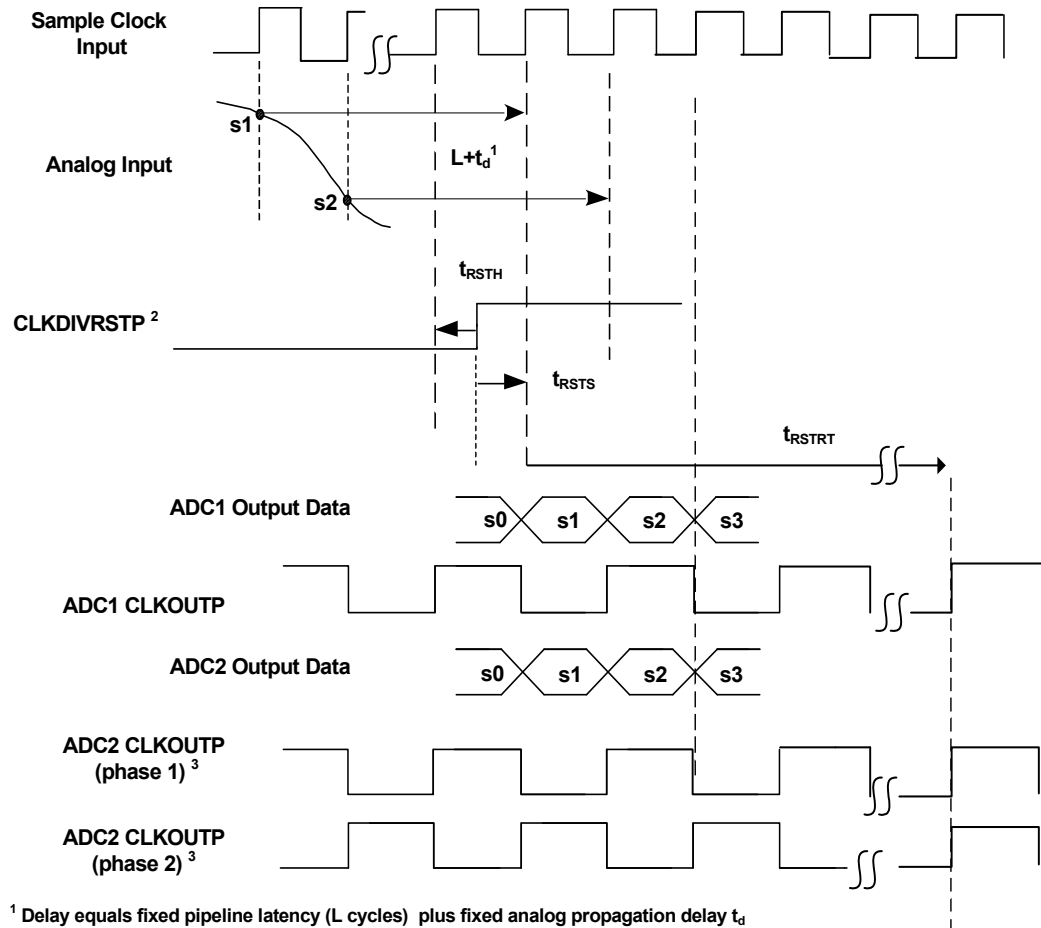 Sample Clock
Input
s1
L+td¹
Analog Input
s2
tRSTH
CLKDIVRSTP ²
tRSTS
tRSTRT
ADC1 Output Data
s0 s1 s2 s3
ADC1 CLKOUTP
ADC2 Output Data
s0 s1 s2 s3
ADC2 CLKOUTP
(phase 1) ³
ADC2 CLKOUTP
(phase 2) ³
¹ Delay equals fixed pipeline latency (L cycles) plus fixed analog propagation delay td